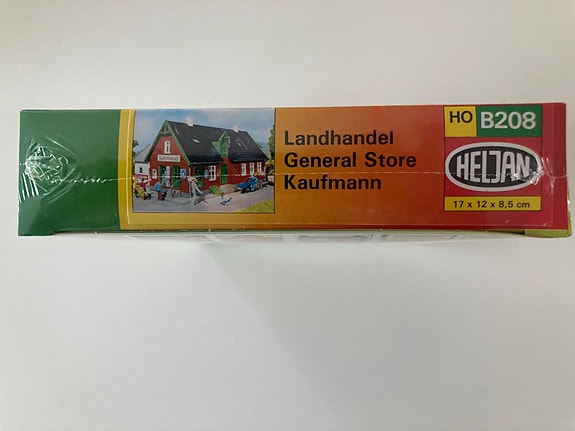 Landhandel
General Store
Kaufmann
HO B208
HELJAN
17 x 12 x 8,5 cm